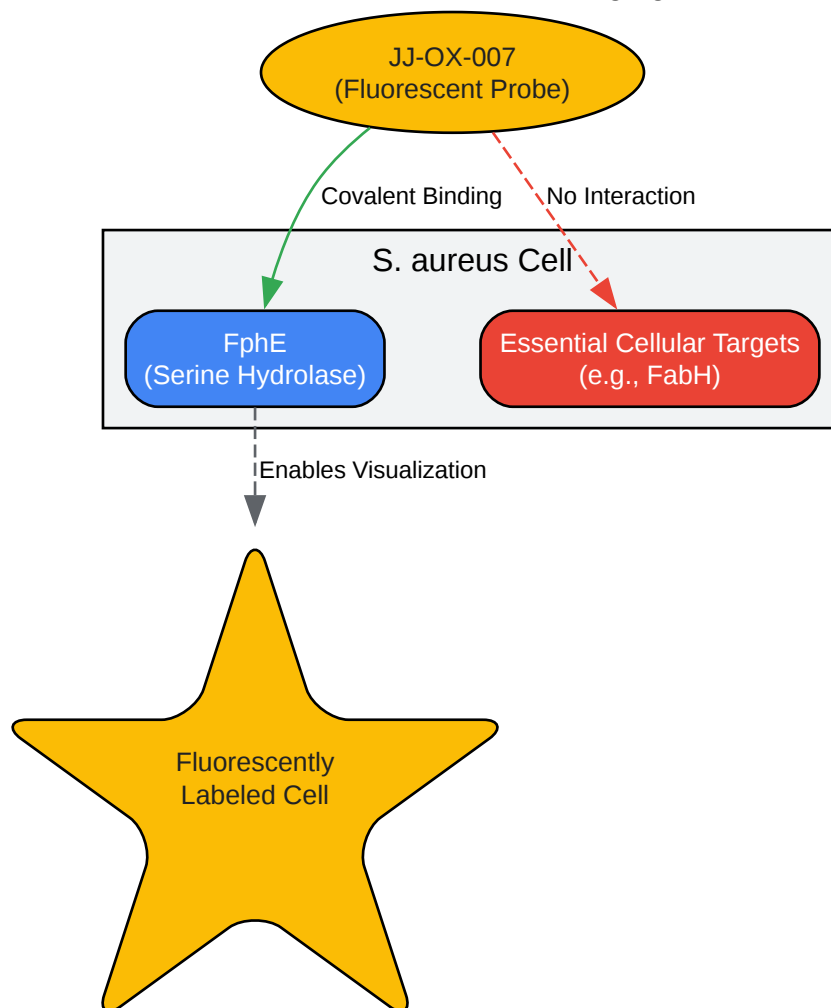 JJ-OX-007
(Fluorescent Probe)
Covalent Binding
No Interaction
S. aureus Cell
FphE
(Serine Hydrolase)
Essential Cellular Targets
(e.g., FabH)
Enables Visualization
Fluorescently
Labeled Cell